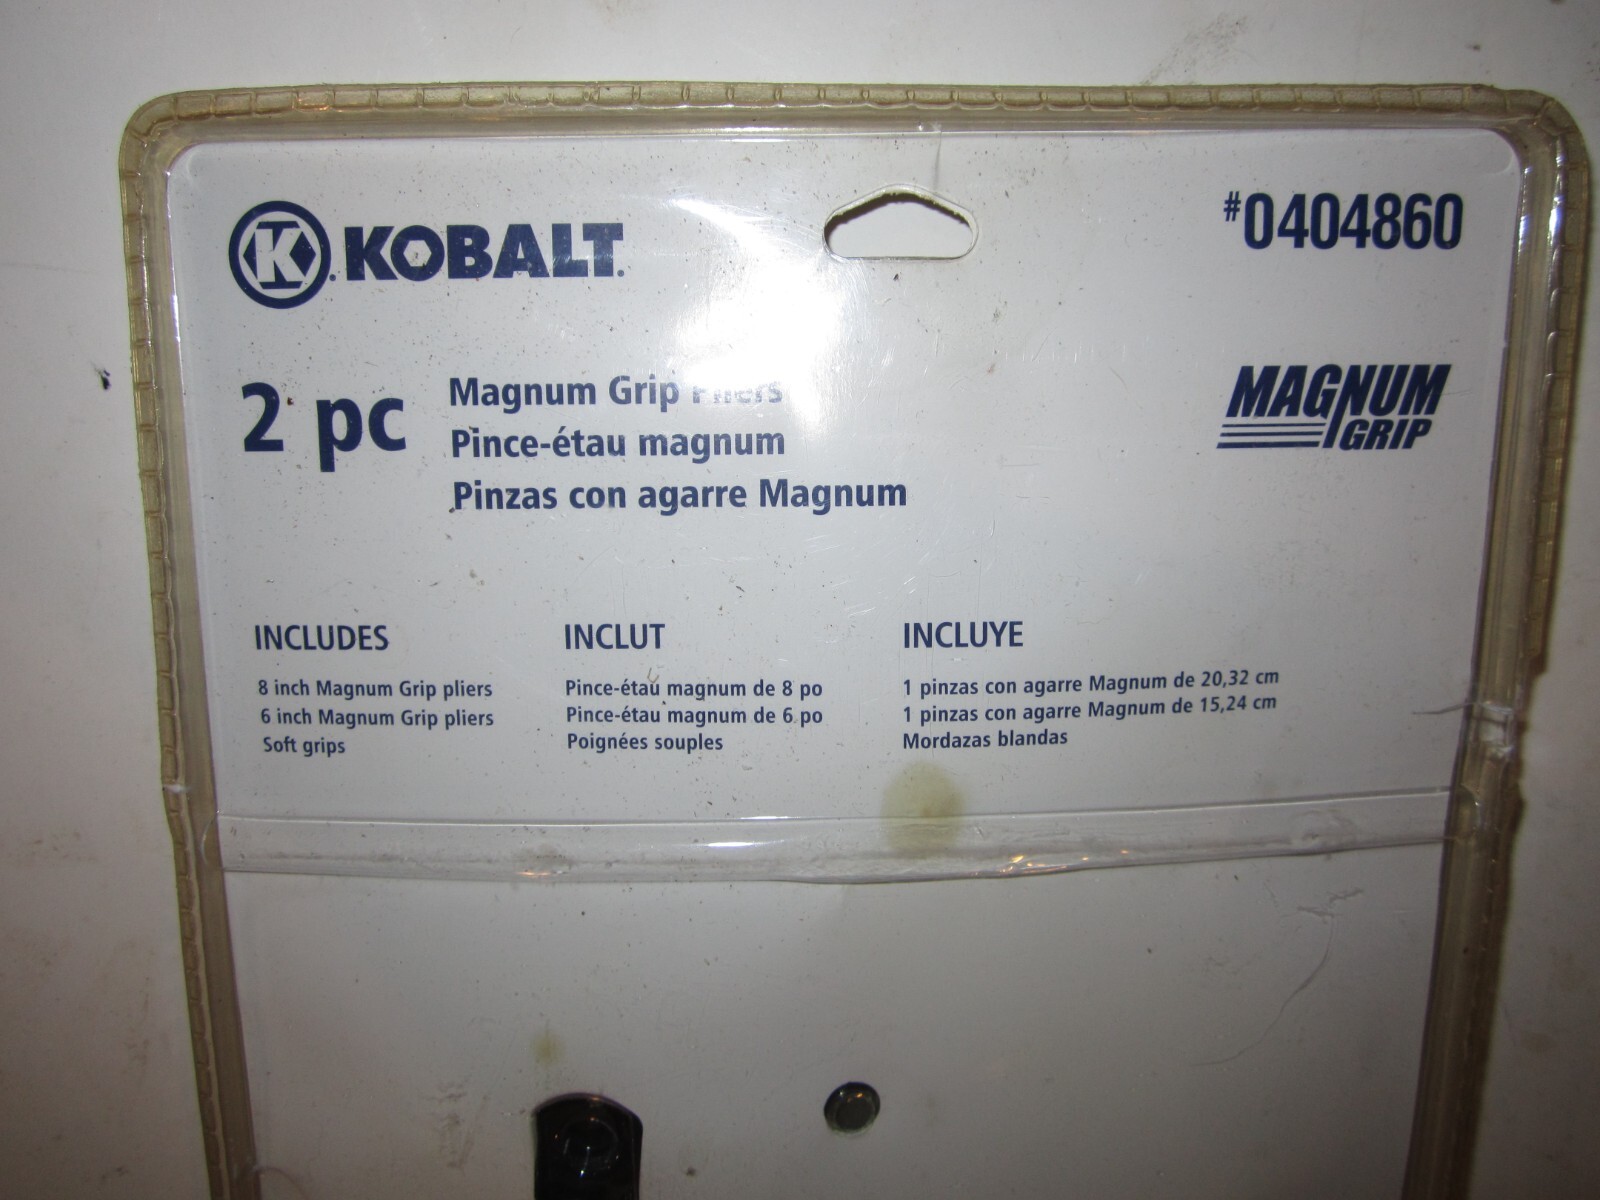 K. KOBALT.
#0404860
2 pc
Magnum Grip Pliers
Pince-étau magnum
Pinzas con agarre Magnum
MAGNUM
GRIP
INCLUDES
8 inch Magnum Grip pliers
6 inch Magnum Grip pliers
Soft grips
INCLUT
Pince-étau magnum de 8 po
Pince-étau magnum de 6 po
Poignées souples
INCLUYE
1 pinzas con agarre Magnum de 20,32 cm
1 pinzas con agarre Magnum de 15,24 cm
Mordazas blandas